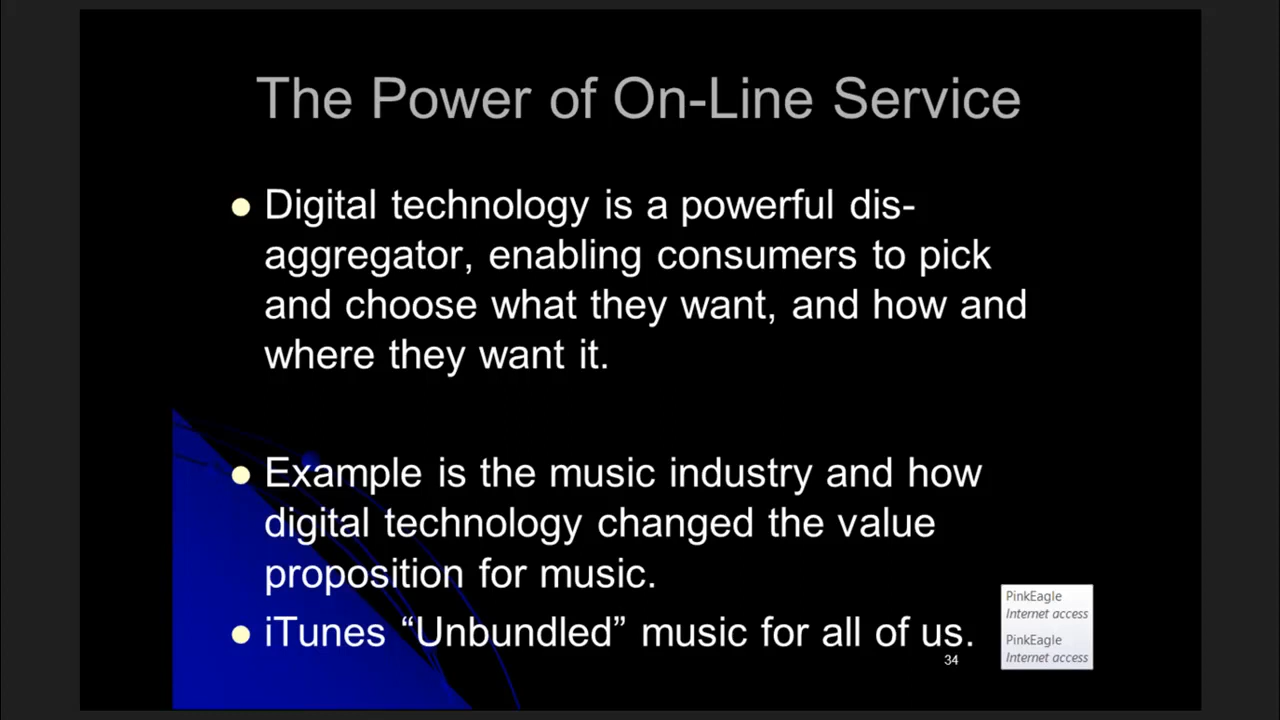 The Power of On-Line Service
Digital technology is a powerful dis-
aggregator, enabling consumers to pick
and choose what they want, and how and
where they want it.
Example is the music industry and how
digital technology changed the value
proposition for music.
iTunes “Unbundled” music for all of us.
34
PinkEagle
Internet access
PinkEagle
Internet access